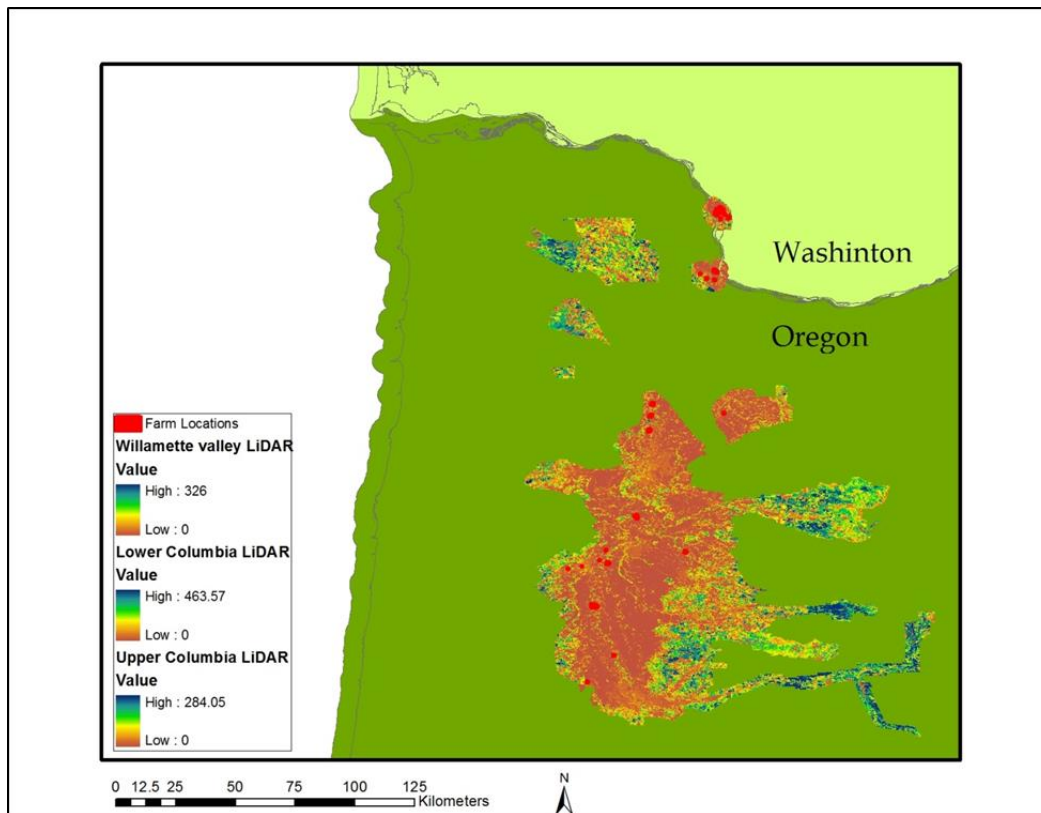 Washinton
Oregon
Farm Locations
Willamette valley LiDAR
Value
High : 326
Low : 0
Lower Columbia LiDAR
Value
High : 463.57
Low : 0
Upper Columbia LiDAR
Value
High : 284.05
Low : 0
0 12.5 25 50 75 100 125
Kilometers
N